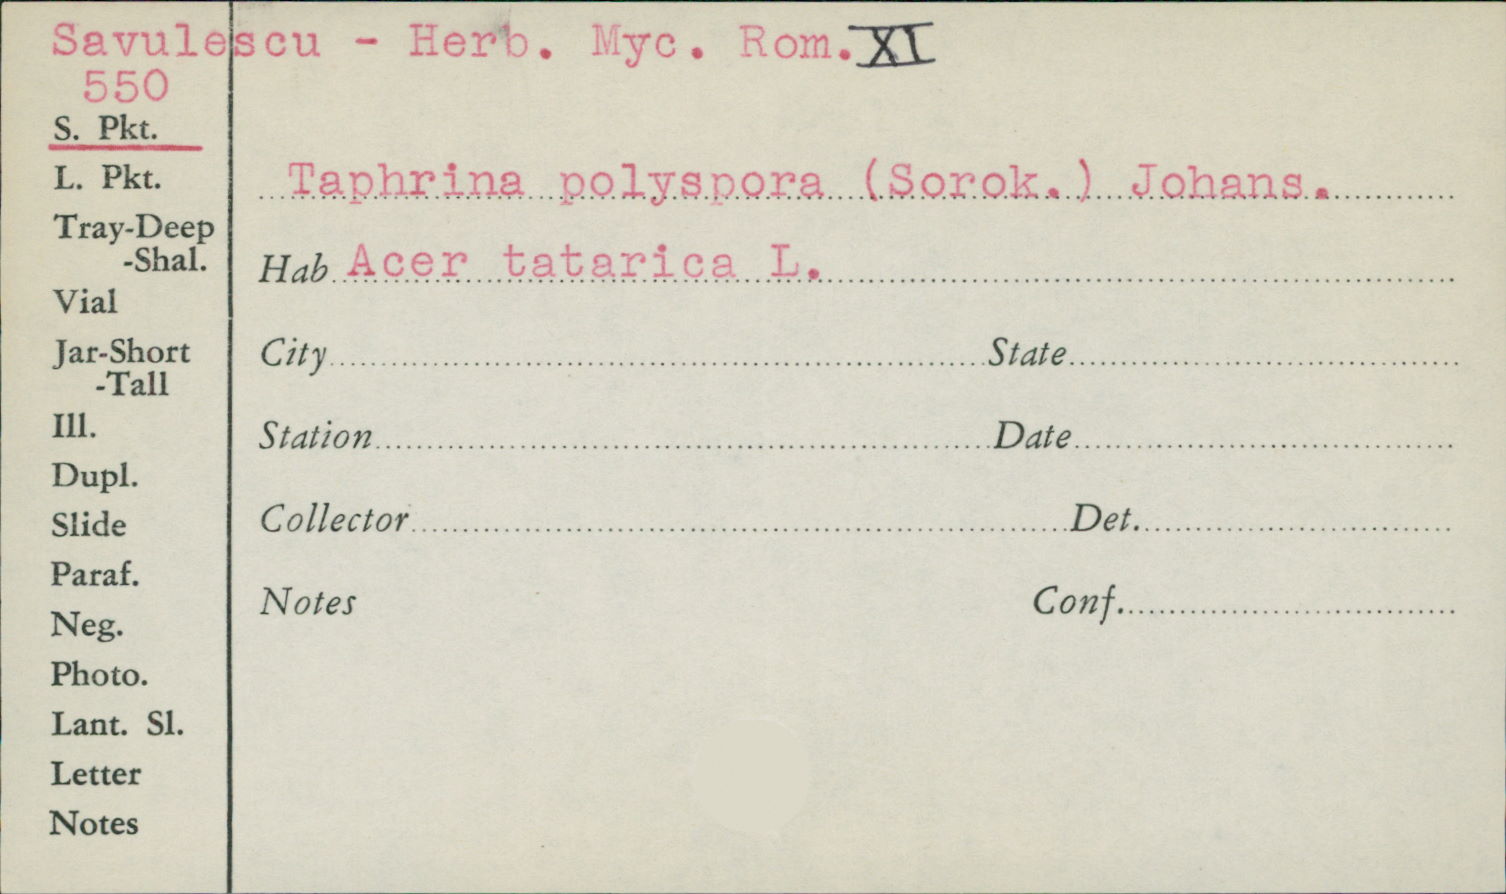 Savulescu - Herb. Myc. Rom. XI
550
S. Pkt.
L. Pkt.
Tray-Deep
-Shal.
Vial
Jar-Short
-Tall
Ill.
Dupl.
Slide
Paraf.
Neg.
Photo.
Lant. Sl.
Letter
Notes
Taphrina polyspora (Sorok.) Johans.
Hab Acer tatarica L.
City State
Station Date
Collector Det.
Notes Conf.